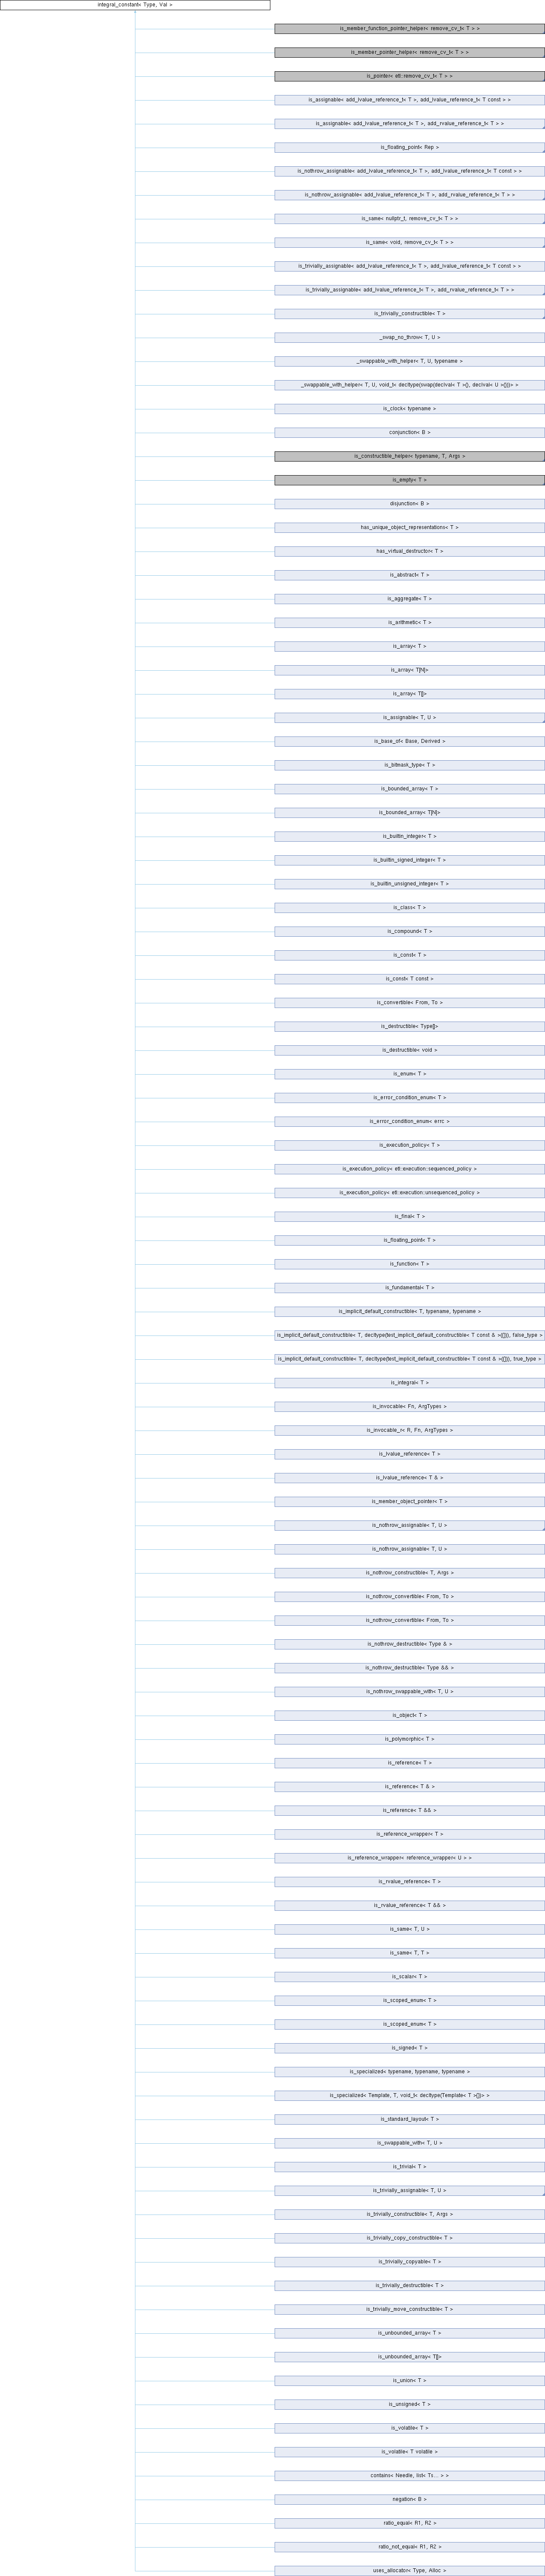 integral_constant< Type, Val >
is_member_function_pointer_helper< remove_cv_t< T > >
is_member_pointer_helper< remove_cv_t< T > >
is_pointer< etl::remove_cv_t< T > >
is_assignable< add_lvalue_reference_t< T >, add_lvalue_reference_t< T const > >
is_assignable< add_lvalue_reference_t< T >, add_rvalue_reference_t< T > >
is_floating_point< Rep >
is_nothrow_assignable< add_lvalue_reference_t< T >, add_lvalue_reference_t< T const > >
is_nothrow_assignable< add_lvalue_reference_t< T >, add_rvalue_reference_t< T > >
is_same< nullptr_t, remove_cv_t< T > >
is_same< void, remove_cv_t< T > >
is_trivially_assignable< add_lvalue_reference_t< T >, add_lvalue_reference_t< T const > >
is_trivially_assignable< add_lvalue_reference_t< T >, add_rvalue_reference_t< T > >
is_trivially_constructible< T >
_swap_no_throw< T, U >
_swappable_with_helper< T, U, typename >
_swappable_with_helper< T, U, void_t< decltype(swap(declval< T >(), declval< U >()))> >
is_clock< typename >
conjunction< B >
is_constructible_helper< typename, T, Args >
is_empty< T >
disjunction< B >
has_unique_object_representations< T >
has_virtual_destructor< T >
is_abstract< T >
is_aggregate< T >
is_arithmetic< T >
is_array< T >
is_array< T[N]>
is_array< T[]>
is_assignable< T, U >
is_base_of< Base, Derived >
is_bitmask_type< T >
is_bounded_array< T >
is_bounded_array< T[N]>
is_builtin_integer< T >
is_builtin_signed_integer< T >
is_builtin_unsigned_integer< T >
is_class< T >
is_compound< T >
is_const< T >
is_const< T const >
is_convertible< From, To >
is_destructible< Type[]>
is_destructible< void >
is_enum< T >
is_error_condition_enum< T >
is_error_condition_enum< errc >
is_execution_policy< T >
is_execution_policy< etl::execution::sequenced_policy >
is_execution_policy< etl::execution::unsequenced_policy >
is_final< T >
is_floating_point< T >
is_function< T >
is_fundamental< T >
is_implicit_default_constructible< T, typename, typename >
is_implicit_default_constructible< T, decltype(test_implicit_default_constructible< T const & >({})), false_type >
is_implicit_default_constructible< T, decltype(test_implicit_default_constructible< T const & >({})), true_type >
is_integral< T >
is_invocable< Fn, ArgTypes >
is_invocable_r< R, Fn, ArgTypes >
is_lvalue_reference< T >
is_lvalue_reference< T & >
is_member_object_pointer< T >
is_nothrow_assignable< T, U >
is_nothrow_assignable< T, U >
is_nothrow_constructible< T, Args >
is_nothrow_convertible< From, To >
is_nothrow_convertible< From, To >
is_nothrow_destructible< Type & >
is_nothrow_destructible< Type && >
is_nothrow_swappable_with< T, U >
is_object< T >
is_polymorphic< T >
is_reference< T >
is_reference< T & >
is_reference< T && >
is_reference_wrapper< T >
is_reference_wrapper< reference_wrapper< U > >
is_rvalue_reference< T >
is_rvalue_reference< T && >
is_same< T, U >
is_same< T, T >
is_scalar< T >
is_scoped_enum< T >
is_scoped_enum< T >
is_signed< T >
is_specialized< typename, typename, typename >
is_specialized< Template, T, void_t< decltype(Template< T >{})> >
is_standard_layout< T >
is_swappable_with< T, U >
is_trivial< T >
is_trivially_assignable< T, U >
is_trivially_constructible< T, Args >
is_trivially_copy_constructible< T >
is_trivially_copyable< T >
is_trivially_destructible< T >
is_trivially_move_constructible< T >
is_unbounded_array< T >
is_unbounded_array< T[]>
is_union< T >
is_unsigned< T >
is_volatile< T >
is_volatile< T volatile >
contains< Needle, list< Ts... > >
negation< B >
ratio_equal< R1, R2 >
ratio_not_equal< R1, R2 >
uses_allocator< Type, Alloc >